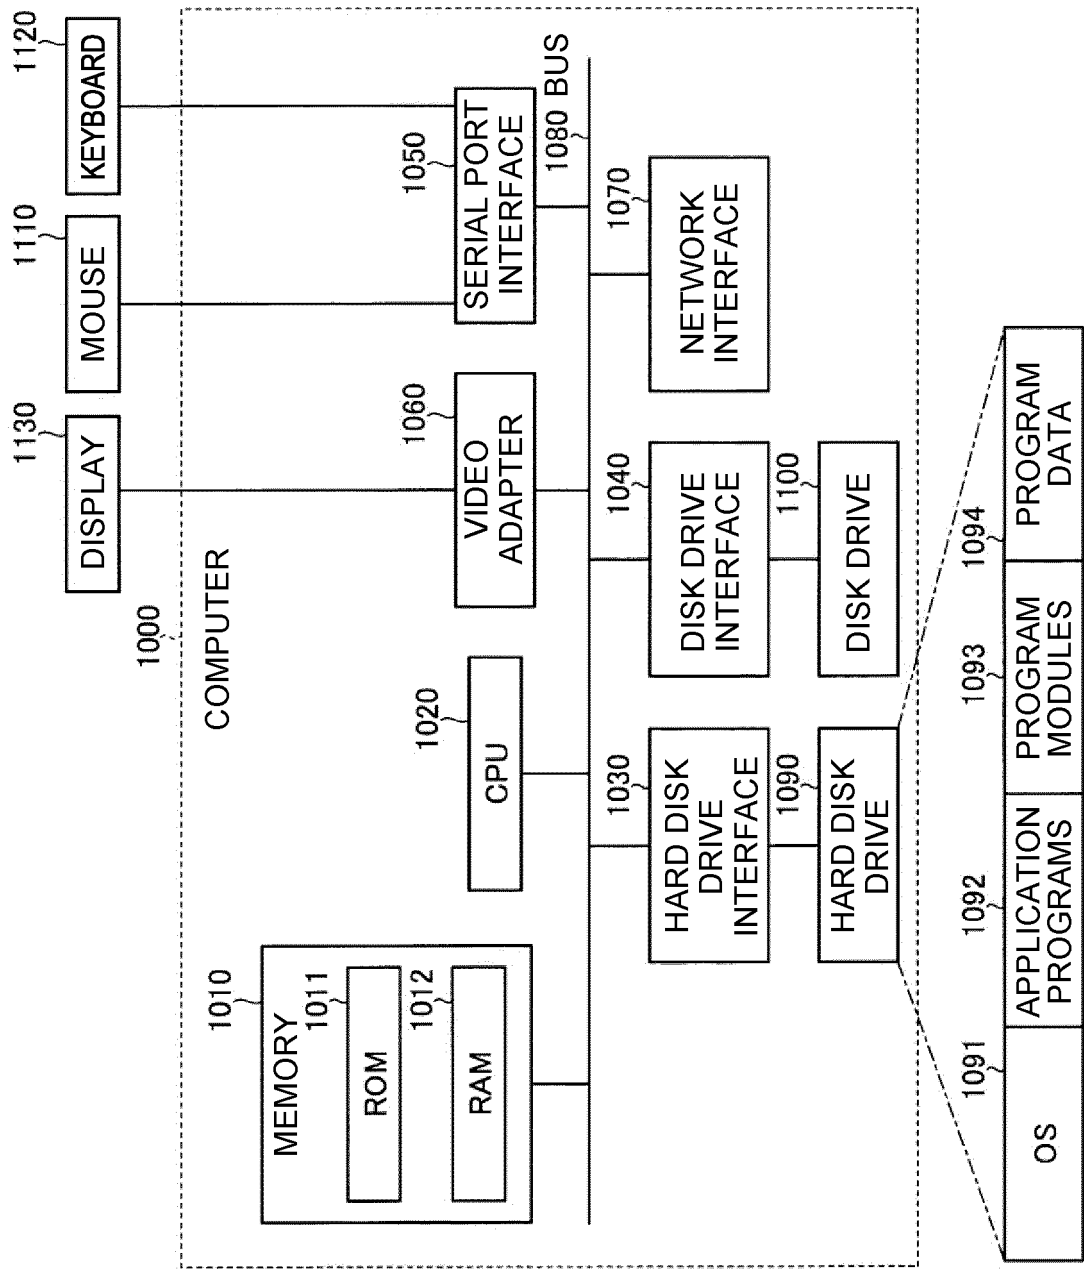 1000
COMPUTER
1010
MEMORY
1011
ROM
1012
RAM
1020
CPU
1130
DISPLAY
1110
MOUSE
1120
KEYBOARD
1060
VIDEO
ADAPTER
1050
SERIAL PORT
INTERFACE
1080 BUS
1030
HARD DISK
DRIVE
INTERFACE
1040
DISK DRIVE
INTERFACE
1070
NETWORK
INTERFACE
1090
HARD DISK
DRIVE
1100
DISK DRIVE
1091
OS
1092
APPLICATION
PROGRAMS
1093
PROGRAM
MODULES
1094
PROGRAM
DATA